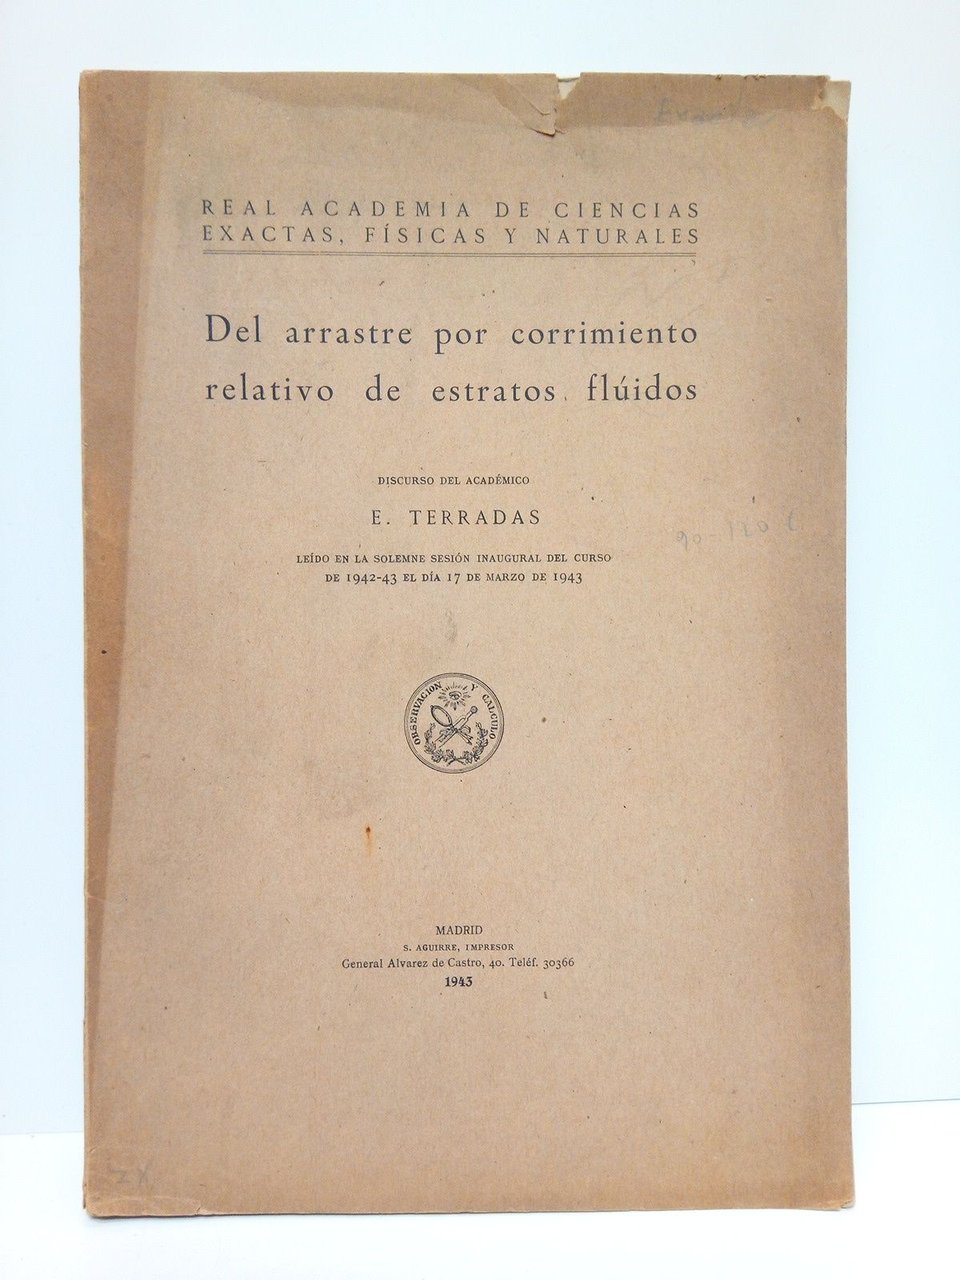 REAL ACADEMIA DE CIENCIAS
EXACTAS, FÍSICAS Y NATURALES
Del arrastre por corrimiento
relativo de estratos flúidos
DISCURSO DEL ACADÉMICO
E. TERRADAS
LEÍDO EN LA SOLEMNE SESIÓN INAUGURAL DEL CURSO
DE 1942-43 EL DÍA 17 DE MARZO DE 1943
OBSERVACION Y CALCULO
MADRID
S. AGUIRRE, IMPRESOR
General Alvarez de Castro, 40. Teléf. 30366
1943